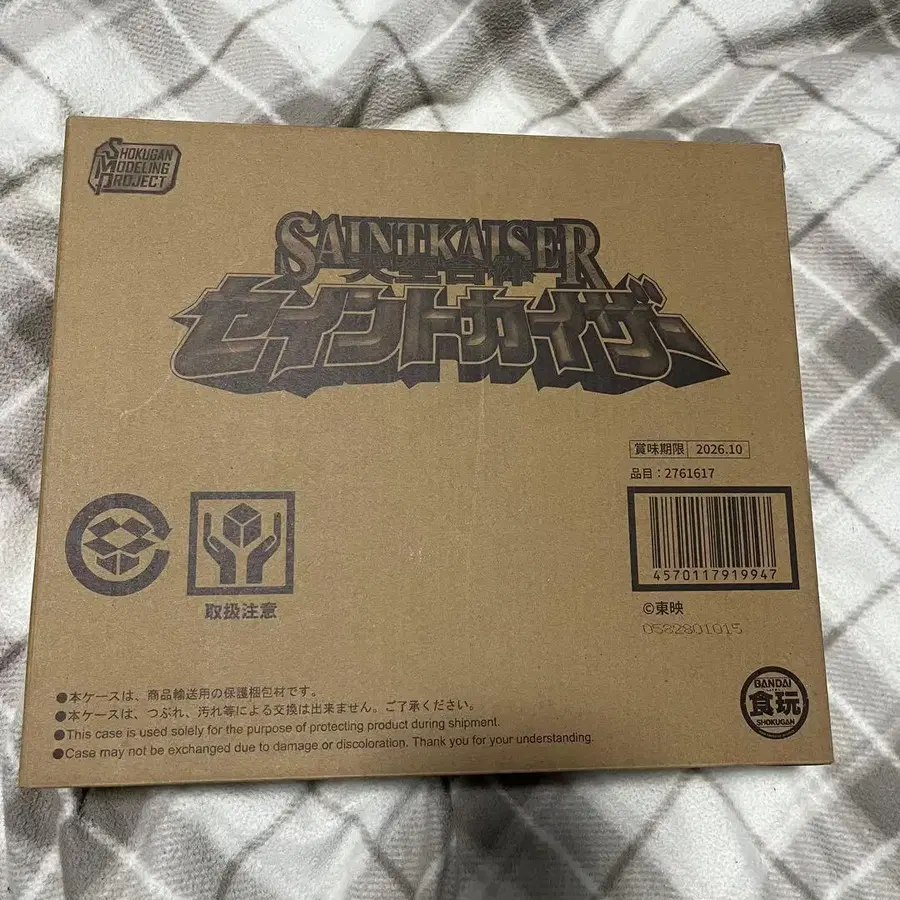 SHOKUGAN
MODELING
PROJECT
SAINTKAISER
セイントカイザー
賞味期限 2026.10
品目：2761617
4570117919947
取扱注意
©東映
0582801015
●本ケースは、商品輸送用の保護梱包材です。
●本ケースは、つぶれ、汚れ等による交換は出来ません。ご了承ください。
●This case is used solely for the purpose of protecting product during shipment.
●Case may not be exchanged due to damage or discoloration. Thank you for your understanding.
BANDAI
食玩
SHOKUGAN